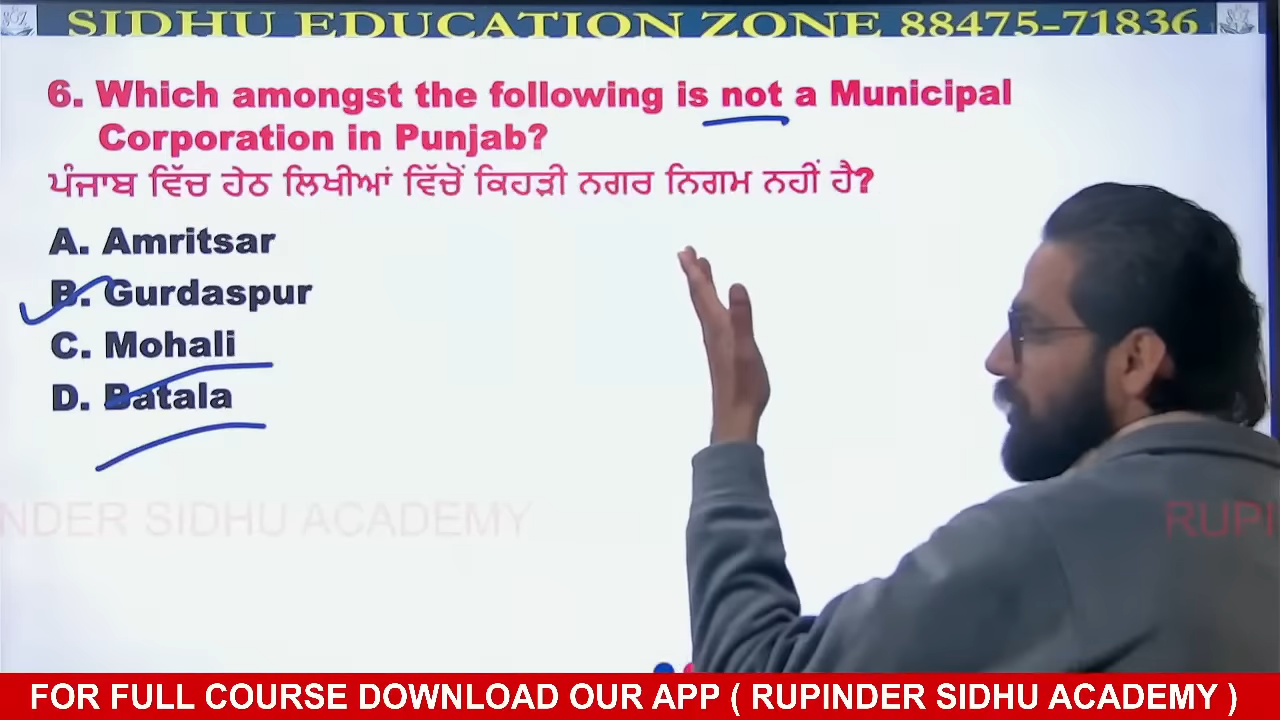 SIDHU EDUCATION ZONE 88475-71836
6. Which amongst the following is not a Municipal
Corporation in Punjab?
ਪੰਜਾਬ ਵਿੱਚ ਹੇਠ ਲਿਖੀਆਂ ਵਿੱਚੋਂ ਕਿਹੜੀ ਨਗਰ ਨਿਗਮ ਨਹੀਂ ਹੈ?
A. Amritsar
B. Gurdaspur
C. Mohali
D. Batala
NDER SIDHU ACADEMY
RUPI
FOR FULL COURSE DOWNLOAD OUR APP ( RUPINDER SIDHU ACADEMY )